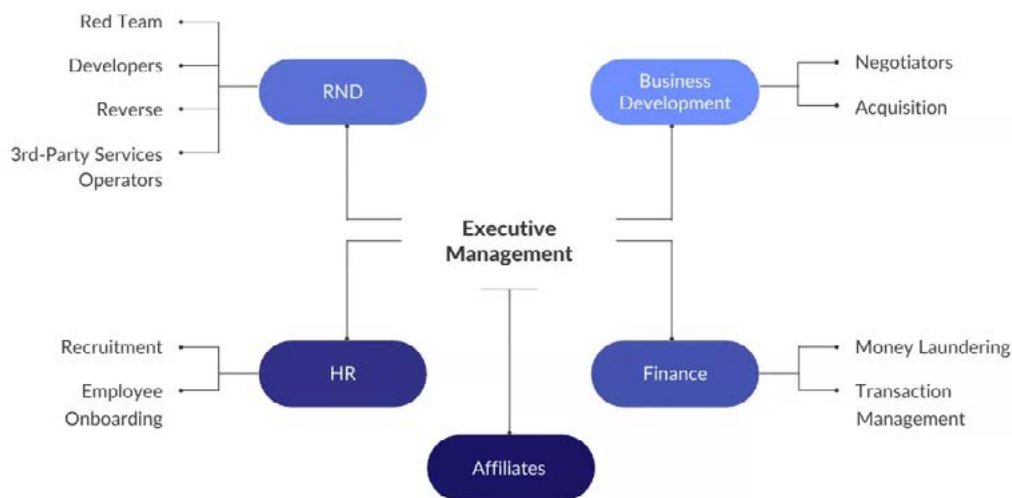 Red Team
Developers
Reverse
3rd-Party Services
Operators
RND
Business
Development
Negotiators
Acquisition
Executive
Management
Recruitment
Employee
Onboarding
HR
Finance
Money Laundering
Transaction
Management
Affiliates